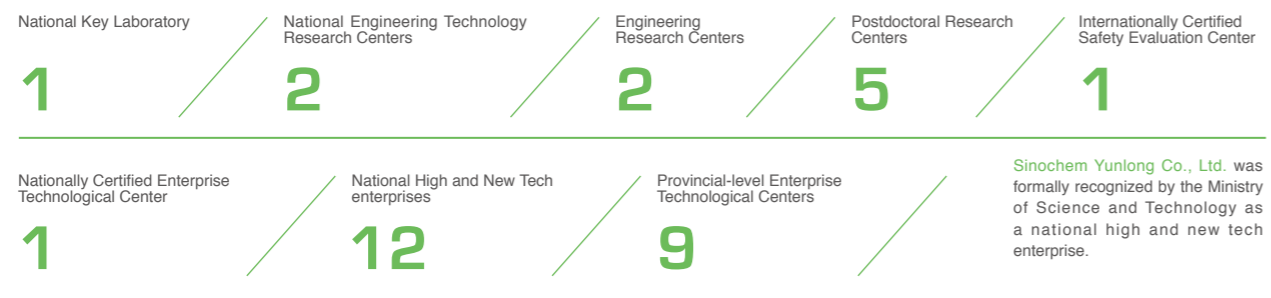 National Key Laboratory
1
National Engineering Technology
Research Centers
2
Engineering
Research Centers
2
Postdoctoral Research
Centers
5
Internationally Certified
Safety Evaluation Center
1
Nationally Certified Enterprise
Technological Center
1
National High and New Tech
enterprises
12
Provincial-level Enterprise
Technological Centers
9
Sinochem Yunlong Co., Ltd. was
formally recognized by the Ministry
of Science and Technology as
a national high and new tech
enterprise.